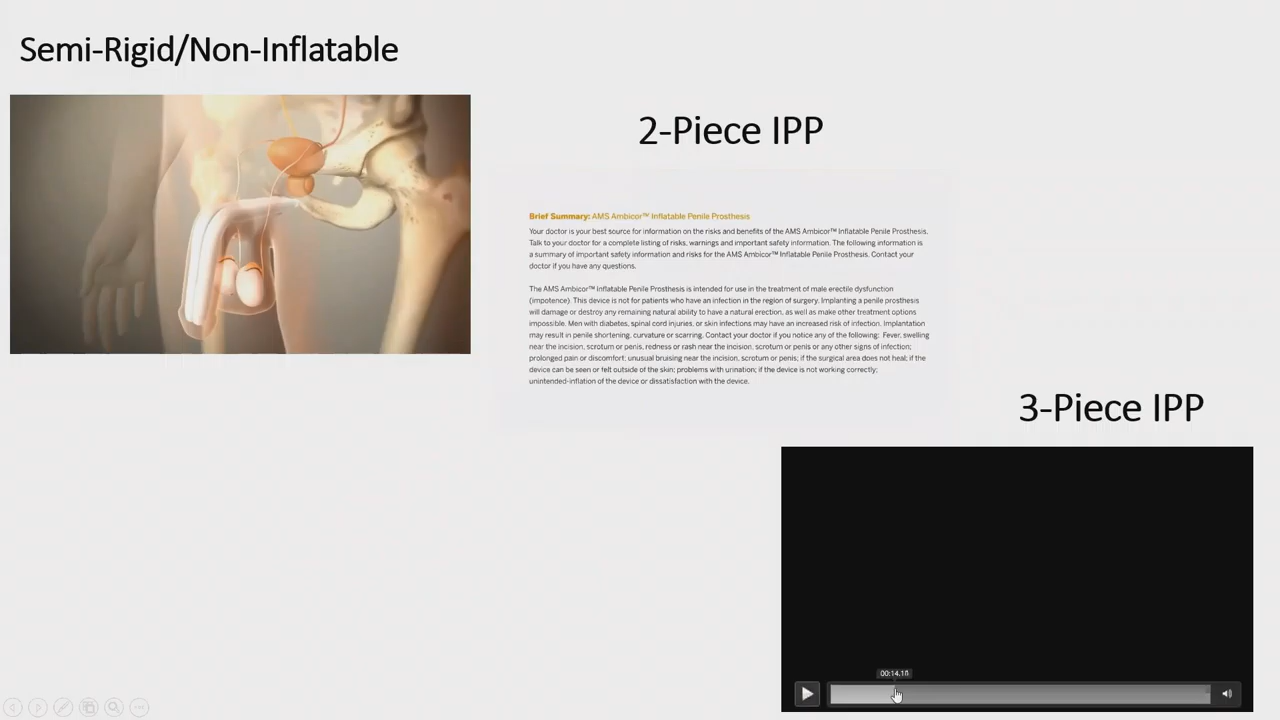 Semi-Rigid/Non-Inflatable
2-Piece IPP
Brief Summary: AMS Ambicor™ Inflatable Penile Prosthesis
Your doctor is your best source for information on the risks and benefits of the AMS Ambicor™ Inflatable Penile Prosthesis.
Talk to your doctor for a complete listing of risks, warnings and important safety information. The following information is
a summary of important safety information and risks for the AMS Ambicor™ Inflatable Penile Prosthesis. Contact your
doctor if you have any questions.
The AMS Ambicor™ Inflatable Penile Prosthesis is intended for use in the treatment of male erectile dysfunction
(impotence). This device is not for patients who have an infection in the region of surgery. Implanting a penile prosthesis
will damage or destroy any remaining natural ability to have a natural erection, as well as make other treatment options
impossible. Men with diabetes, spinal cord injuries, or skin infections may have an increased risk of infection. Implantation
may result in penile shortening, curvature or scarring. Contact your doctor if you notice any of the following: Fever, swelling
near the incision, scrotum or penis, redness or rash near the incision, scrotum or penis or any other signs of infection;
prolonged pain or discomfort; unusual bruising near the incision, scrotum or penis; if the surgical area does not heal; if the
device can be seen or felt outside of the skin; problems with urination; if the device is not working correctly;
unintended-inflation of the device or dissatisfaction with the device.
3-Piece IPP
00:14.18